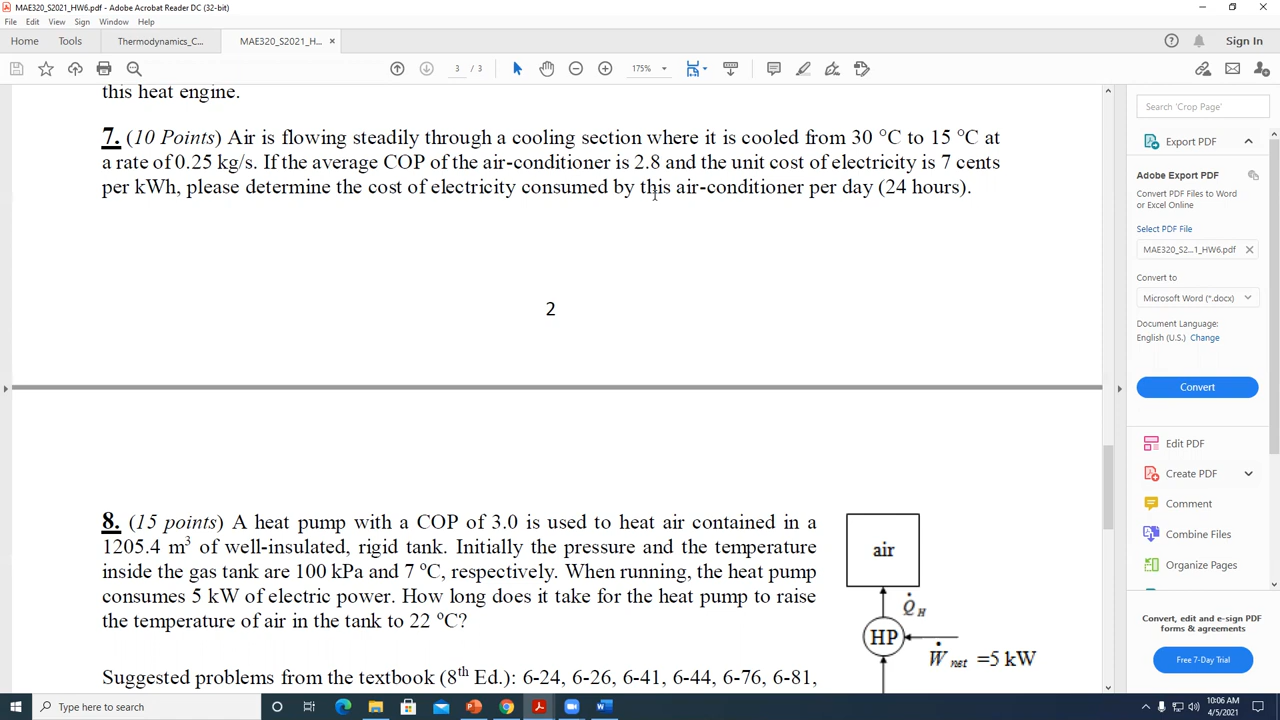 MAE320_S2021_HW6.pdf - Adobe Acrobat Reader DC (32-bit)
File Edit View Sign Window Help
Home Tools Thermodynamics_C... MAE320_S2021_H... × Sign In
3 / 3 175%
this heat engine.
7. (10 Points) Air is flowing steadily through a cooling section where it is cooled from 30 °C to 15 °C at
a rate of 0.25 kg/s. If the average COP of the air-conditioner is 2.8 and the unit cost of electricity is 7 cents
per kWh, please determine the cost of electricity consumed by this air-conditioner per day (24 hours).
2
8. (15 points) A heat pump with a COP of 3.0 is used to heat air contained in a
1205.4 m³ of well-insulated, rigid tank. Initially the pressure and the temperature
inside the gas tank are 100 kPa and 7 °C, respectively. When running, the heat pump
consumes 5 kW of electric power. How long does it take for the heat pump to raise
the temperature of air in the tank to 22 °C?
Suggested problems from the textbook (8th Ed.): 6-24, 6-26, 6-41, 6-44, 6-76, 6-81,
air
Q̇H
HP
Ẇnet =5 kW
Search 'Crop Page'
Export PDF
Adobe Export PDF
Convert PDF Files to Word
or Excel Online
Select PDF File
MAE320_S2...1_HW6.pdf
Convert to
Microsoft Word (*.docx)
Document Language:
English (U.S.) Change
Convert
Edit PDF
Create PDF
Comment
Combine Files
Organize Pages
Convert, edit and e-sign PDF
forms & agreements
Free 7-Day Trial
Type here to search
10:06 AM
4/5/2021